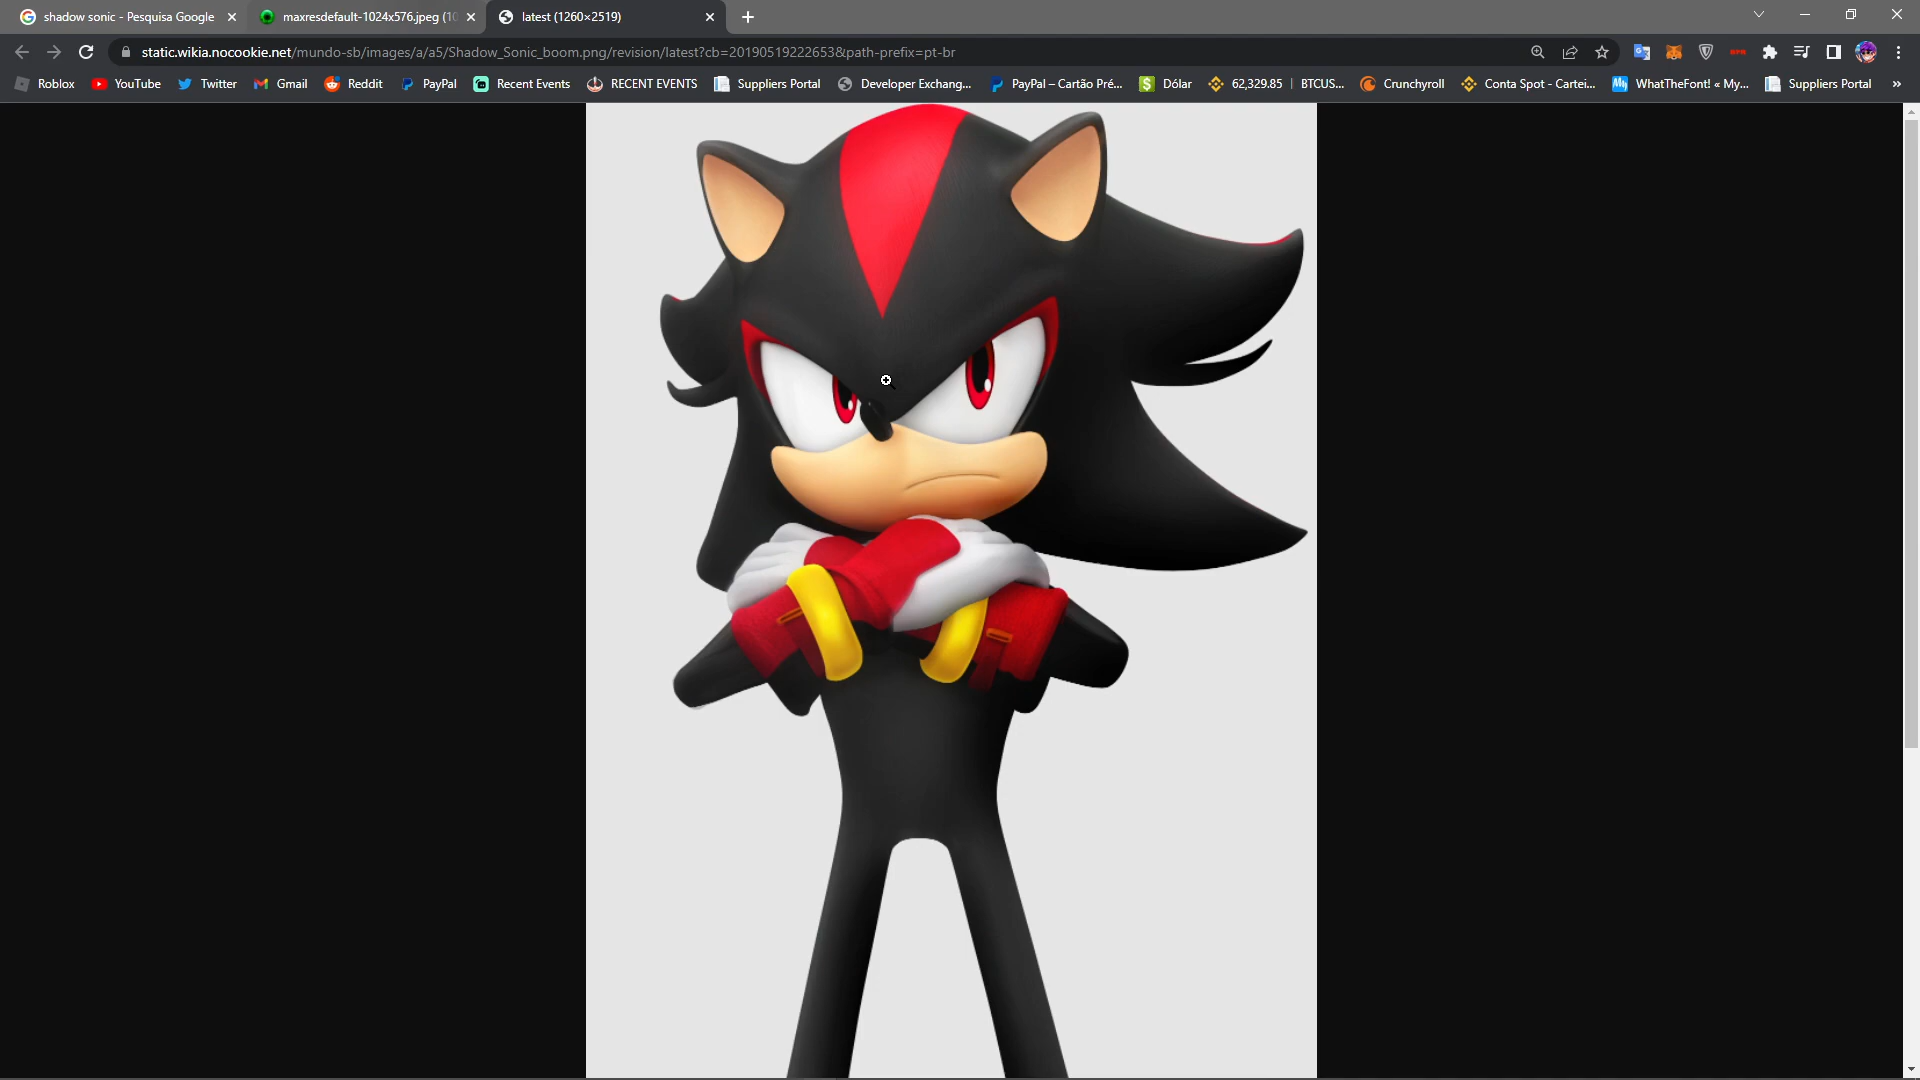 shadow sonic - Pesquisa Google
maxresdefault-1024x576.jpeg (10
latest (1260×2519)
static.wikia.nocookie.net/mundo-sb/images/a/a5/Shadow_Sonic_boom.png/revision/latest?cb=20190519222653&path-prefix=pt-br
Roblox YouTube Twitter Gmail Reddit PayPal Recent Events RECENT EVENTS Suppliers Portal Developer Exchang... PayPal – Cartão Pré... Dólar 62,329.85 | BTCUS... Crunchyroll Conta Spot - Cartei... WhatTheFont! « My... Suppliers Portal »